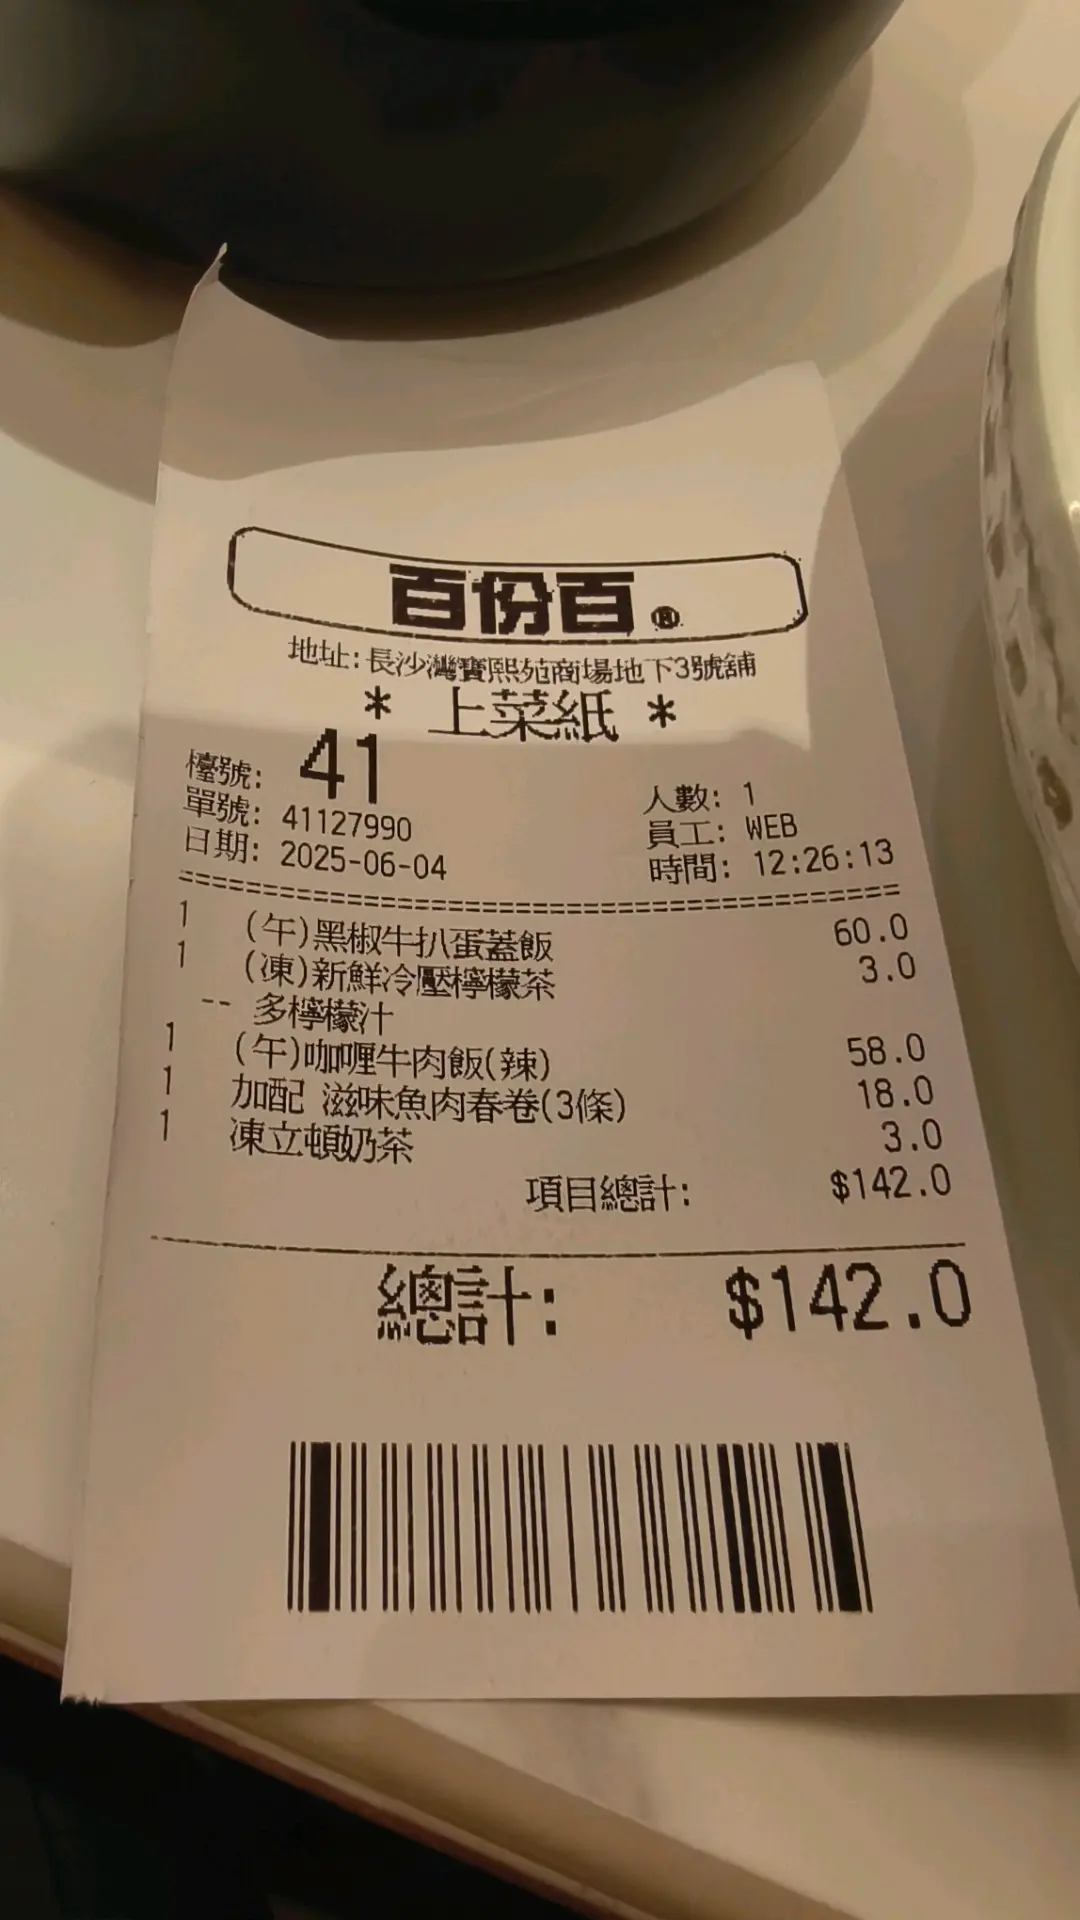 百份百®
地址:長沙灣寶熙苑商場地下3號舖
* 上菜紙 *
檯號: 41
人數: 1
單號: 41127990
員工: WEB
日期: 2025-06-04
時間: 12:26:13
1 (午)黑椒牛扒蛋蓋飯 60.0
1 (凍)新鮮冷壓檸檬茶 3.0
-- 多檸檬汁
1 (午)咖喱牛肉飯(辣) 58.0
1 加配 滋味魚肉春卷(3條) 18.0
1 凍立頓奶茶 3.0
項目總計: $142.0
總計: $142.0